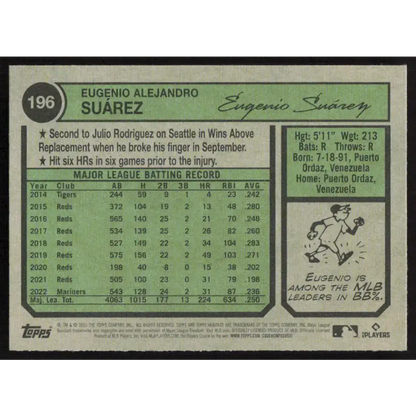 196
EUGENIO ALEJANDRO
SUÁREZ
Eugenio Suárez
★ Second to Julio Rodriguez on Seattle in Wins Above
Replacement when he broke his finger in September.
★ Hit six HRs in six games prior to the injury.
Hgt: 5'11" Wgt: 213
Bats: R Throws: R
Born: 7-18-91, Puerto
Ordaz, Venezuela
Home: Puerto Ordaz,
Venezuela
MAJOR LEAGUE BATTING RECORD
Year Club AB H 2B 3B HR RBI AVG
2014 Tigers 244 59 9 1 4 23 .242
2015 Reds 372 104 19 2 13 48 .280
2016 Reds 565 140 25 2 21 70 .248
2017 Reds 534 139 25 2 26 82 .260
2018 Reds 527 149 22 2 34 104 .283
2019 Reds 575 156 22 2 49 103 .271
2020 Reds 198 40 8 0 15 38 .202
2021 Reds 505 100 23 0 31 79 .198
2022 Mariners 543 128 24 2 31 87 .236
Maj. Lea. Tot. 4063 1015 177 13 224 634 .250
EUGENIO IS
AMONG THE MLB
LEADERS IN BB%.
Topps
MLB
PLAYERS